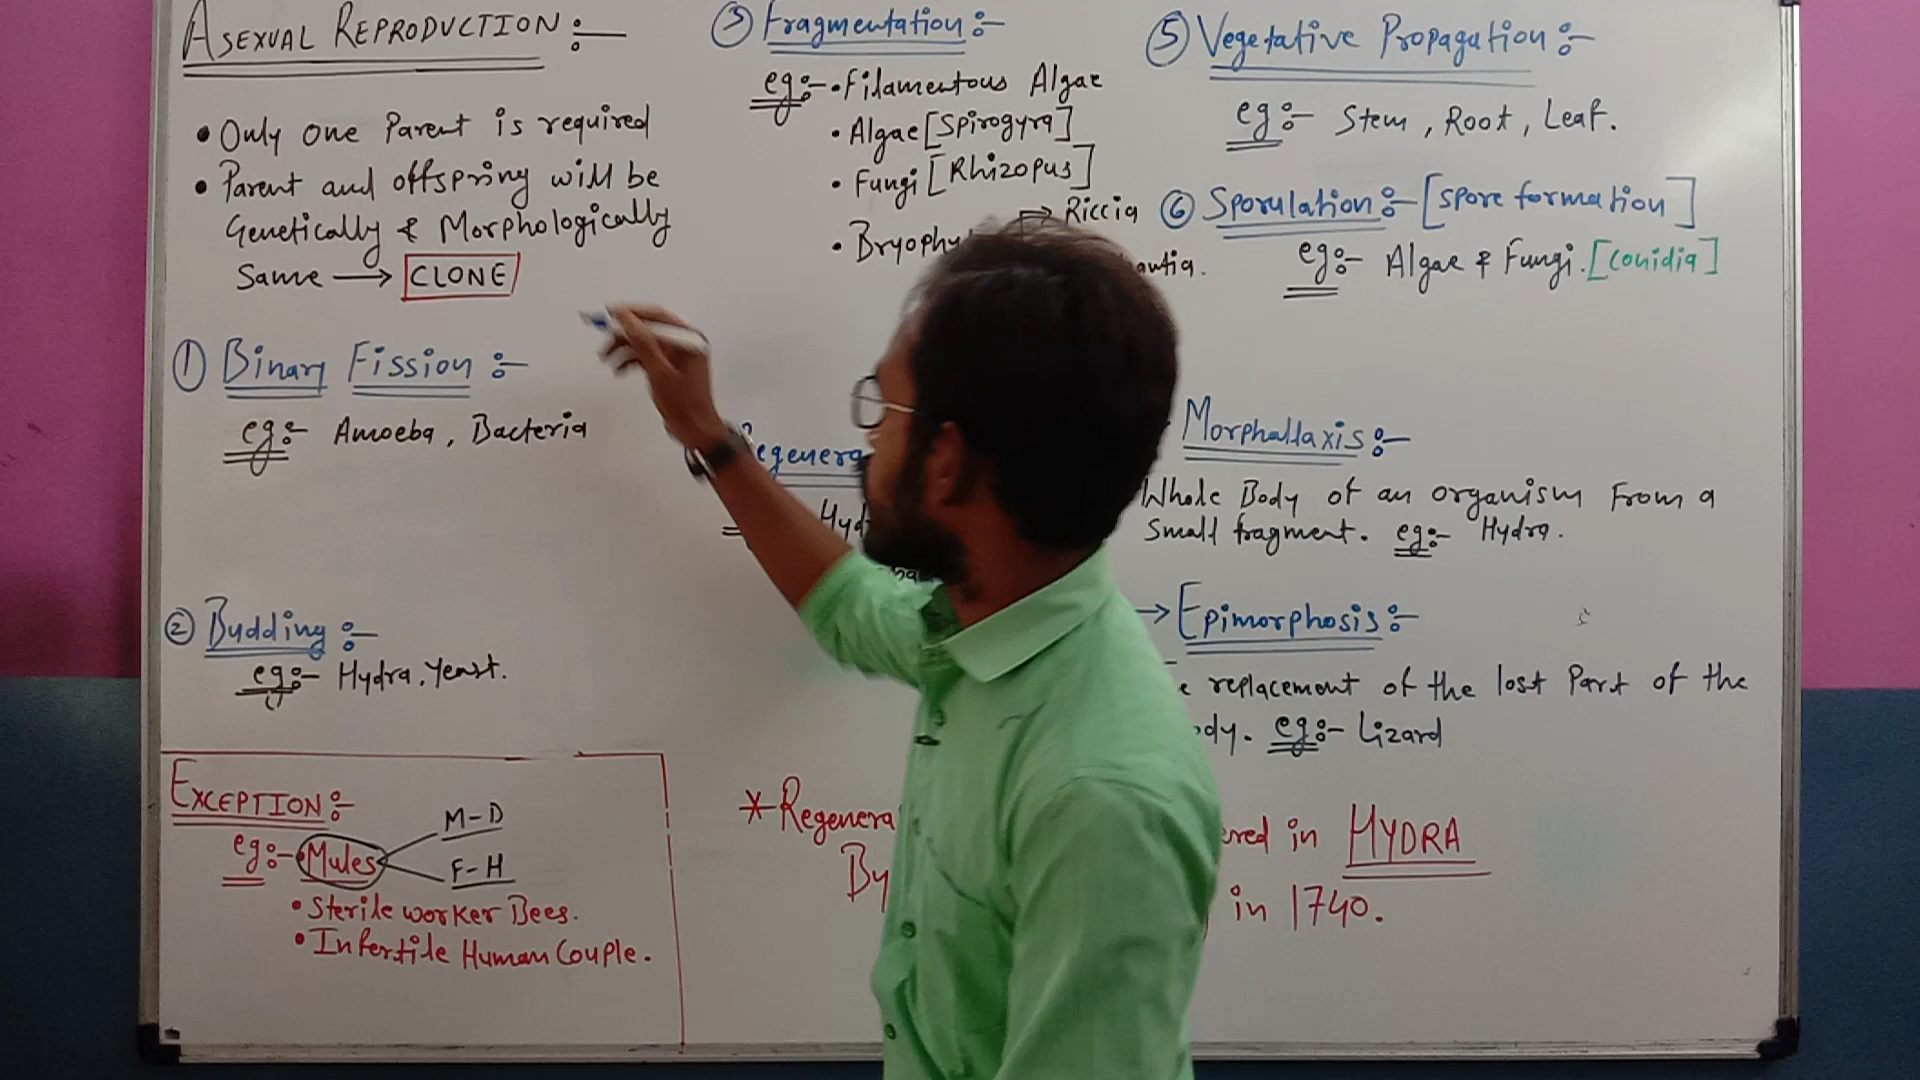 ASEXUAL REPRODUCTION :-
• Only one Parent is required
• Parent and offspring will be
Genetically & Morphologically
Same → CLONE
① Binary Fission :-
eg:- Amoeba, Bacteria
② Budding :-
eg:- Hydra, Yeast.
EXCEPTION :-
eg:- • Mules
M-D
F-H
• Sterile worker Bees.
• Infertile Human Couple.
③ Fragmentation :-
eg:- • Filamentous Algae
• Algae [Spirogyra]
• Fungi [Rhizopus]
• Bryophy → Riccia
antia.
egenera
Hyd
* Regenera ered in HYDRA
By in 1740.
⑤ Vegetative Propagation :-
eg:- Stem, Root, Leaf.
⑥ Sporulation :- [Spore formation]
eg:- Algae & Fungi. [conidia]
Morphallaxis :-
Whole Body of an organism From a
Small fragment. eg:- Hydra.
→ Epimorphosis :-
e replacement of the lost Part of the
ody. eg:- Lizard